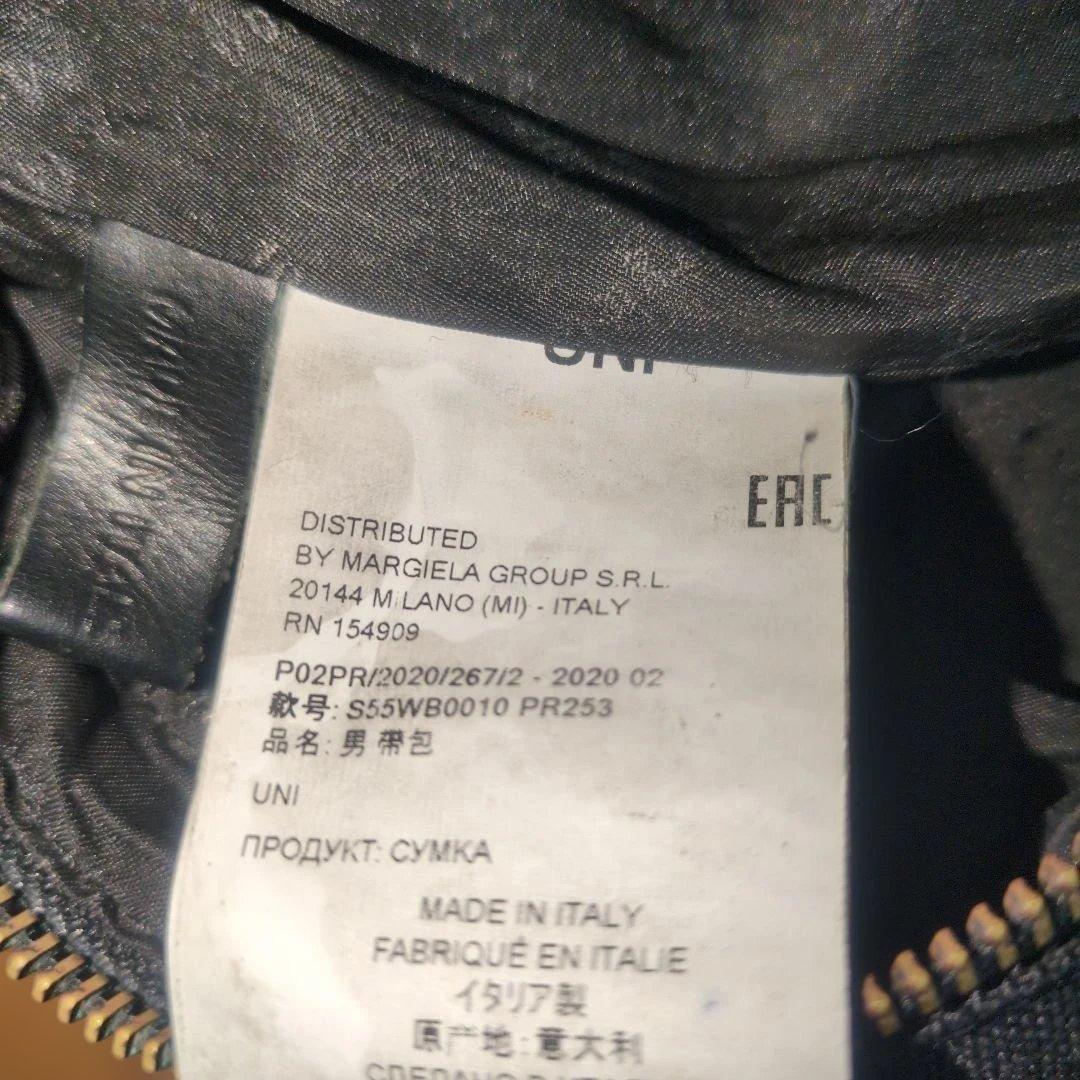 UNI
EAC
DISTRIBUTED
BY MARGIELA GROUP S.R.L.
20144 MILANO (MI) - ITALY
RN 154909
P02PR/2020/267/2 - 2020 02
款号: S55WB0010 PR253
品名: 男 带包
UNI
ПРОДУКТ: СУМКА
MADE IN ITALY
FABRIQUÉ EN ITALIE
イタリア製
原产地: 意大利